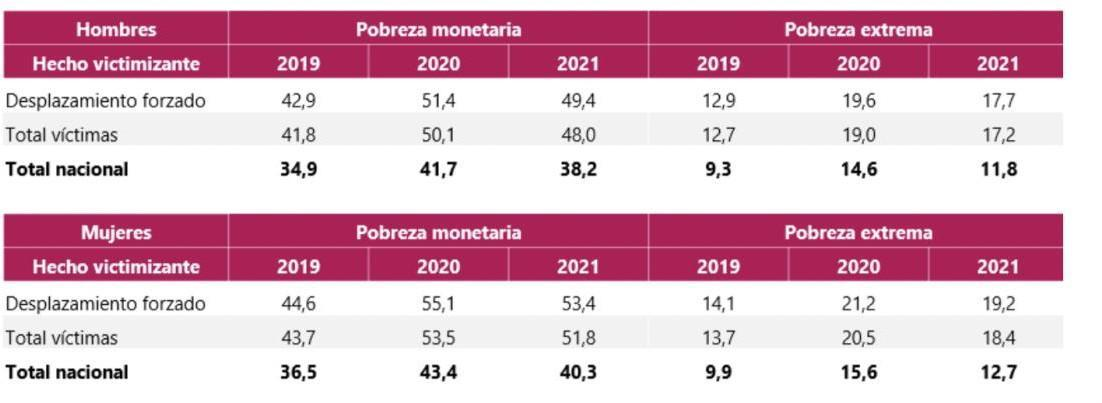 Hombres Pobreza monetaria Pobreza extrema
Hecho victimizante 2019 2020 2021 2019 2020 2021
Desplazamiento forzado 42,9 51,4 49,4 12,9 19,6 17,7
Total víctimas 41,8 50,1 48,0 12,7 19,0 17,2
Total nacional 34,9 41,7 38,2 9,3 14,6 11,8
Mujeres Pobreza monetaria Pobreza extrema
Hecho victimizante 2019 2020 2021 2019 2020 2021
Desplazamiento forzado 44,6 55,1 53,4 14,1 21,2 19,2
Total víctimas 43,7 53,5 51,8 13,7 20,5 18,4
Total nacional 36,5 43,4 40,3 9,9 15,6 12,7